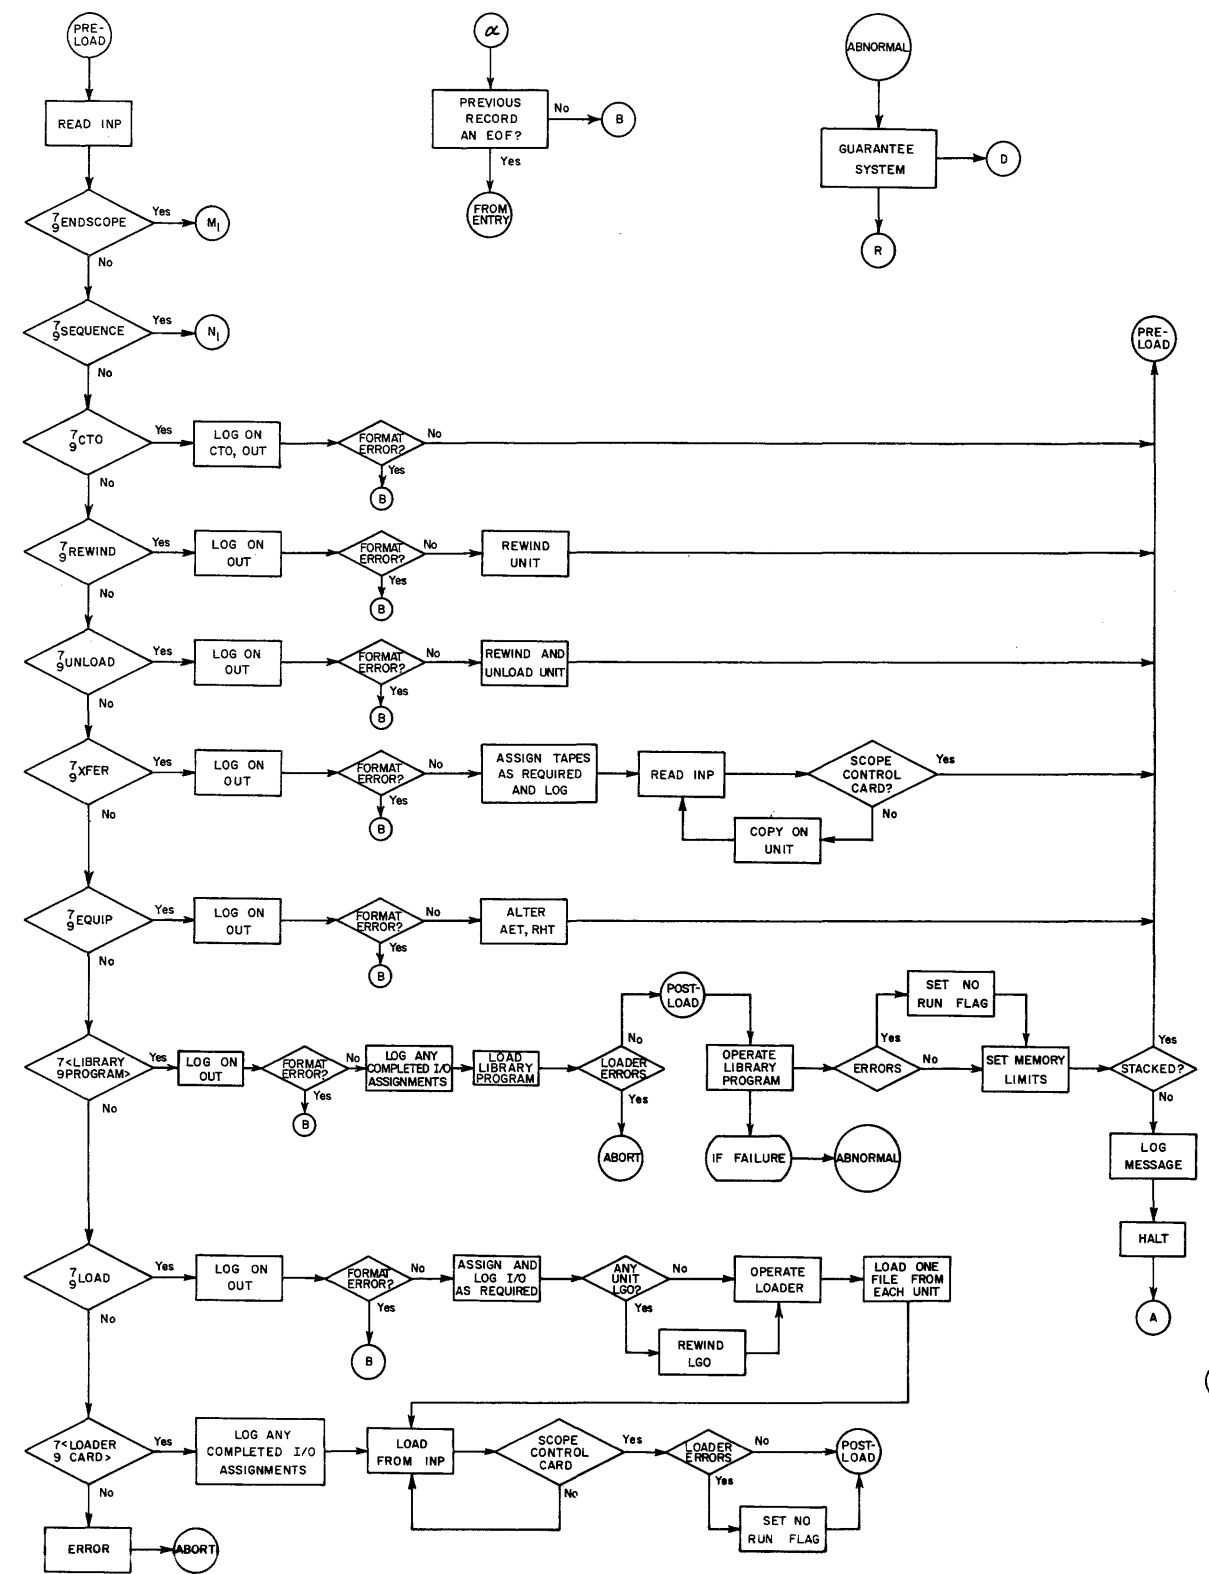 PRE-
LOAD
READ INP
7
9ENDSCOPE
Yes
M1
No
7
9SEQUENCE
Yes
N1
No
α
PREVIOUS
RECORD
AN EOF?
No
B
Yes
FROM
ENTRY
ABNORMAL
GUARANTEE
SYSTEM
D
R
PRE-
LOAD
7
9CTO
Yes
LOG ON
CTO, OUT
FORMAT
ERROR?
No
Yes
B
No
7
9REWIND
Yes
LOG ON
OUT
FORMAT
ERROR?
No
REWIND
UNIT
Yes
B
No
7
9UNLOAD
Yes
LOG ON
OUT
FORMAT
ERROR?
No
REWIND AND
UNLOAD UNIT
Yes
B
No
7
9XFER
Yes
LOG ON
OUT
FORMAT
ERROR?
No
ASSIGN TAPES
AS REQUIRED
AND LOG
READ INP
SCOPE
CONTROL
CARD?
Yes
No
COPY ON
UNIT
Yes
B
No
7
9EQUIP
Yes
LOG ON
OUT
FORMAT
ERROR?
No
ALTER
AET, RHT
Yes
B
No
7<LIBRARY
9PROGRAM>
Yes
LOG ON
OUT
FORMAT
ERROR?
No
LOG ANY
COMPLETED I/O
ASSIGNMENTS
LOAD
LIBRARY
PROGRAM
LOADER
ERRORS
No
POST-
LOAD
OPERATE
LIBRARY
PROGRAM
ERRORS
Yes
SET NO
RUN FLAG
No
SET MEMORY
LIMITS
STACKED?
Yes
No
Yes
B
Yes
ABORT
IF FAILURE
ABNORMAL
LOG
MESSAGE
HALT
A
No
7
9LOAD
Yes
LOG ON
OUT
FORMAT
ERROR?
No
ASSIGN AND
LOG I/O
AS REQUIRED
ANY
UNIT
LGO?
No
OPERATE
LOADER
LOAD ONE
FILE FROM
EACH UNIT
Yes
REWIND
LGO
Yes
B
No
7<LOADER
9 CARD>
Yes
LOG ANY
COMPLETED I/O
ASSIGNMENTS
LOAD
FROM INP
SCOPE
CONTROL
CARD
Yes
LOADER
ERRORS
No
POST-
LOAD
No
Yes
SET NO
RUN FLAG
No
ERROR
ABORT